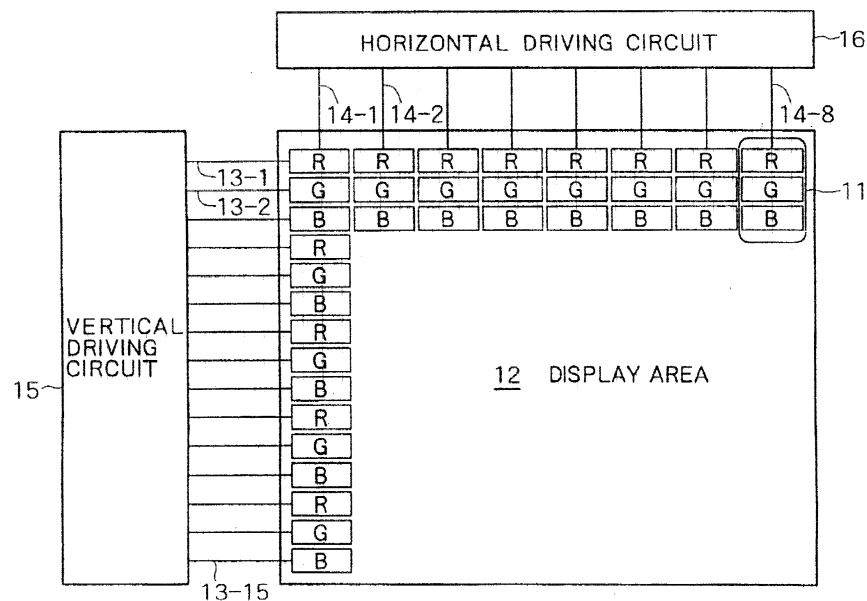 HORIZONTAL DRIVING CIRCUIT
16
14-1
14-2
14-8
13-1
R R R R R R R R
13-2
G G G G G G G G
11
B B B B B B B B
R
G
B
R
G
B
R
G
B
R
G
B
VERTICAL
DRIVING
CIRCUIT
15
12 DISPLAY AREA
13-15